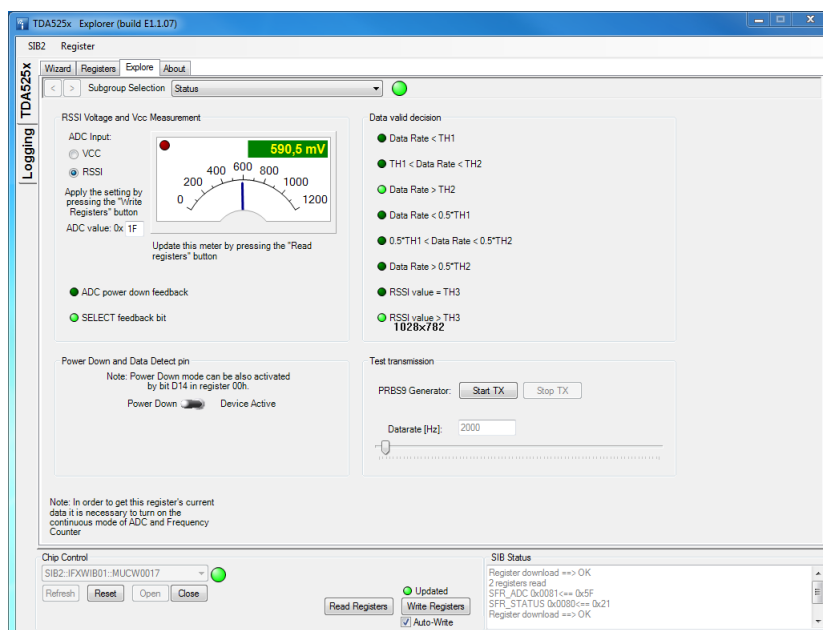 TDA525x Explorer (build E1.1.07)
SIB2 Register
TDA525x
Logging
Wizard Registers Explore About
< > Subgroup Selection Status
RSSI Voltage and Vcc Measurement
ADC Input:
VCC
RSSI
Apply the setting by
pressing the "Write
Registers" button
ADC value: 0x 1F
590,5 mV
0 200 400 600 800 1000 1200
Update this meter by pressing the "Read
registers" button
ADC power down feedback
SELECT feedback bit
Data valid decision
Data Rate < TH1
TH1 < Data Rate < TH2
Data Rate > TH2
Data Rate < 0.5*TH1
0.5*TH1 < Data Rate < 0.5*TH2
Data Rate > 0.5*TH2
RSSI value = TH3
RSSI value > TH3
1028x782
Power Down and Data Detect pin
Note: Power Down mode can be also activated
by bit D14 in register 00h.
Power Down Device Active
Test transmission
PRBS9 Generator: Start TX Stop TX
Datarate [Hz]: 2000
Note: In order to get this register's current
data it is necessary to turn on the
continuous mode of ADC and Frequency
Counter
Chip Control
SIB2::IFXWIB01::MUCW0017
Refresh Reset Open Close
Updated
Read Registers Write Registers
Auto-Write
SIB Status
Register download ==> OK
2 registers read
SFR_ADC 0x0081<== 0x5F
SFR_STATUS 0x0080<== 0x21
Register download ==> OK